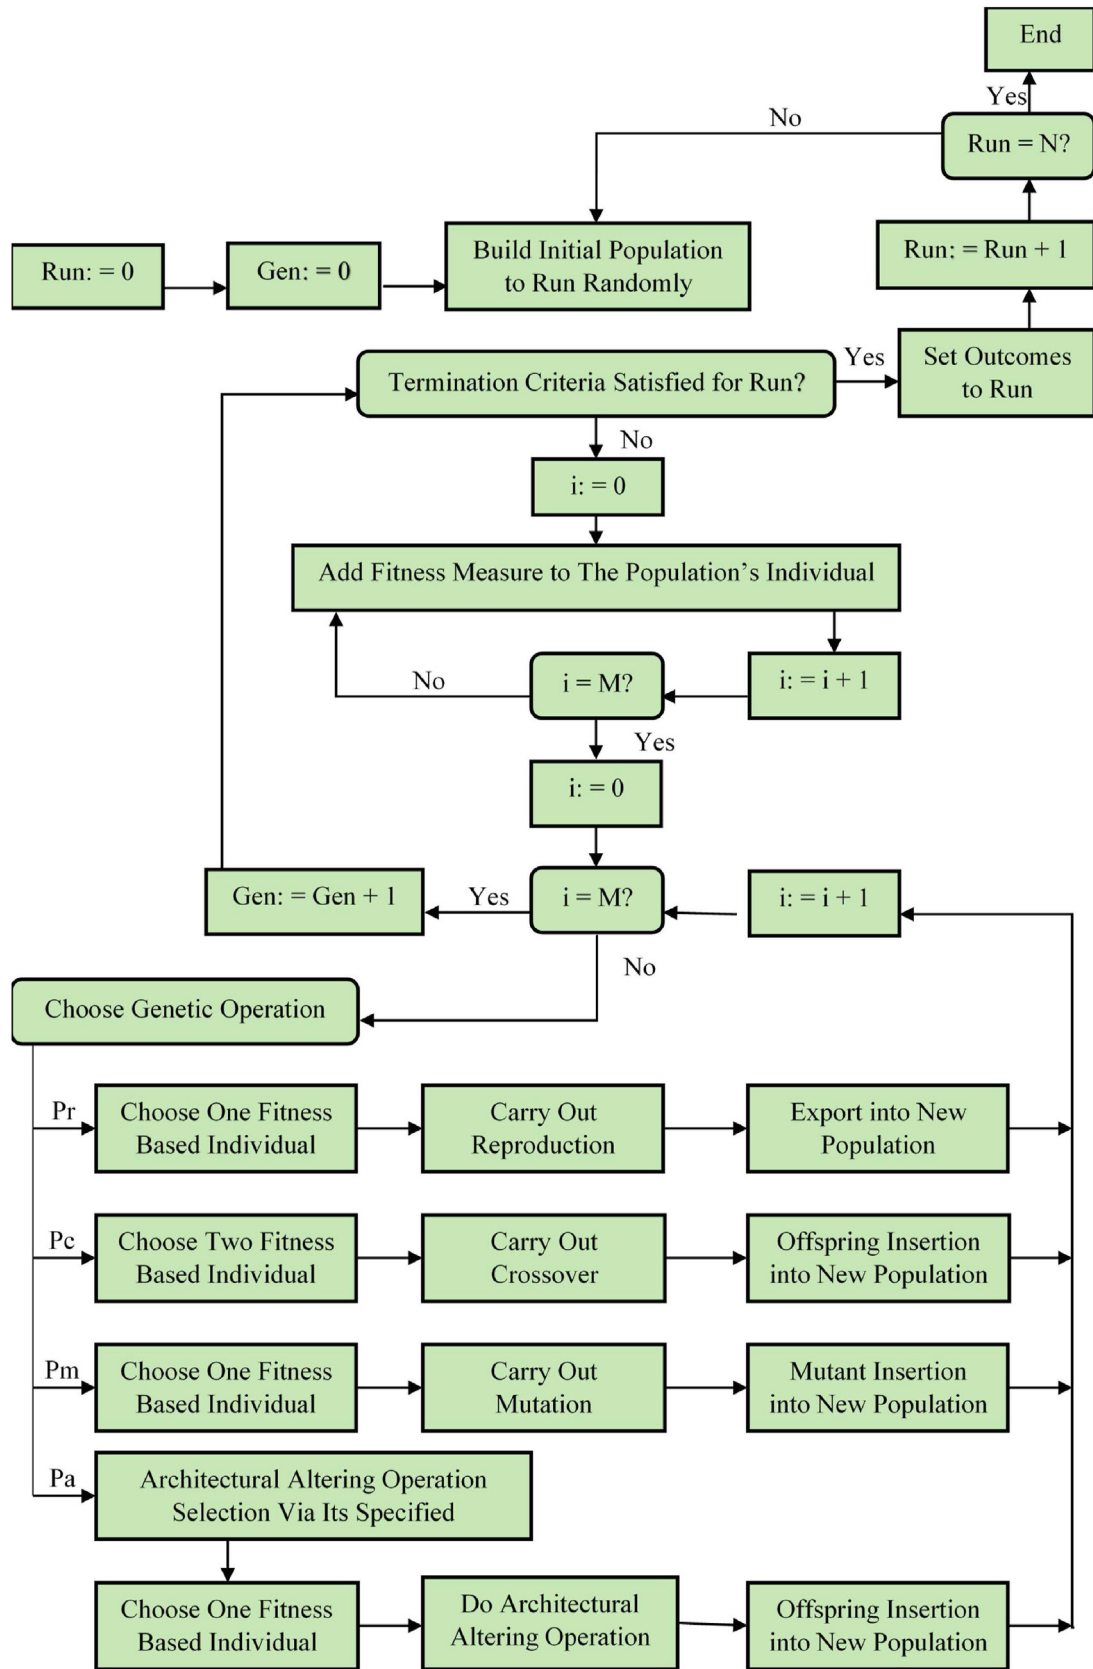 End
Yes
No
Run = N?
Run: = 0
Gen: = 0
Build Initial Population
to Run Randomly
Run: = Run + 1
Termination Criteria Satisfied for Run?
Yes
Set Outcomes
to Run
No
i: = 0
Add Fitness Measure to The Population's Individual
No
i = M?
i: = i + 1
Yes
i: = 0
Gen: = Gen + 1
Yes
i = M?
i: = i + 1
No
Choose Genetic Operation
Pr
Choose One Fitness
Based Individual
Carry Out
Reproduction
Export into New
Population
Pc
Choose Two Fitness
Based Individual
Carry Out
Crossover
Offspring Insertion
into New Population
Pm
Choose One Fitness
Based Individual
Carry Out
Mutation
Mutant Insertion
into New Population
Pa
Architectural Altering Operation
Selection Via Its Specified
Choose One Fitness
Based Individual
Do Architectural
Altering Operation
Offspring Insertion
into New Population